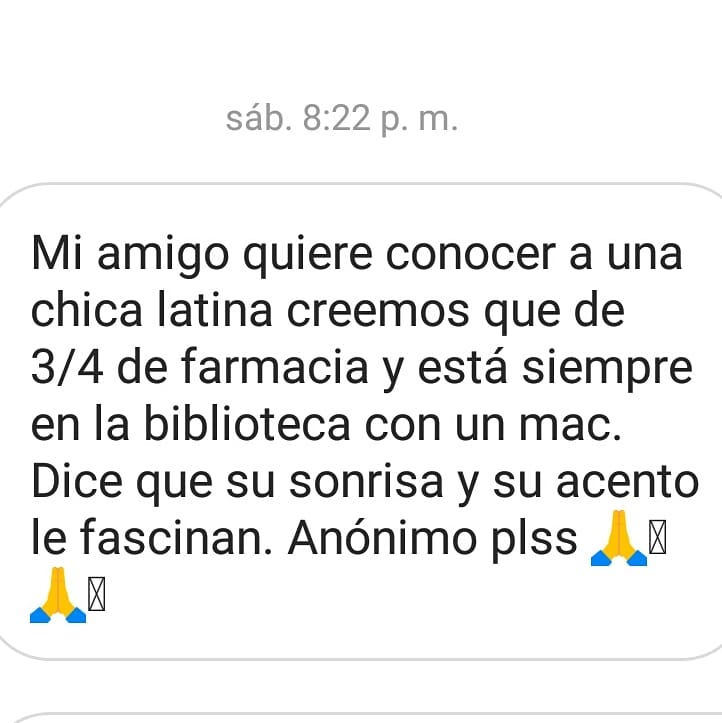 sáb. 8:22 p. m.
Mi amigo quiere conocer a una
chica latina creemos que de
3/4 de farmacia y está siempre
en la biblioteca con un mac.
Dice que su sonrisa y su acento
le fascinan. Anónimo plss 🙏
🙏